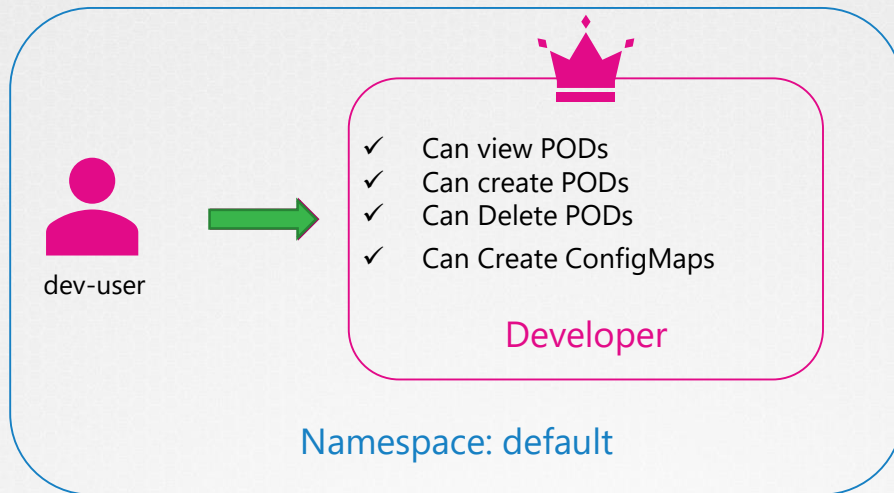 ✓ Can view PODs
✓ Can create PODs
✓ Can Delete PODs
✓ Can Create ConfigMaps
dev-user
Developer
Namespace: default